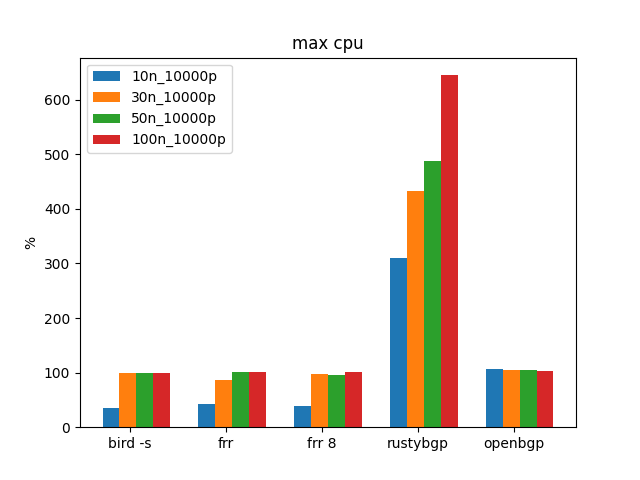 max cpu
10n_10000p
30n_10000p
50n_10000p
100n_10000p
%
600
500
400
300
200
100
0
bird -s frr frr 8 rustybgp openbgp